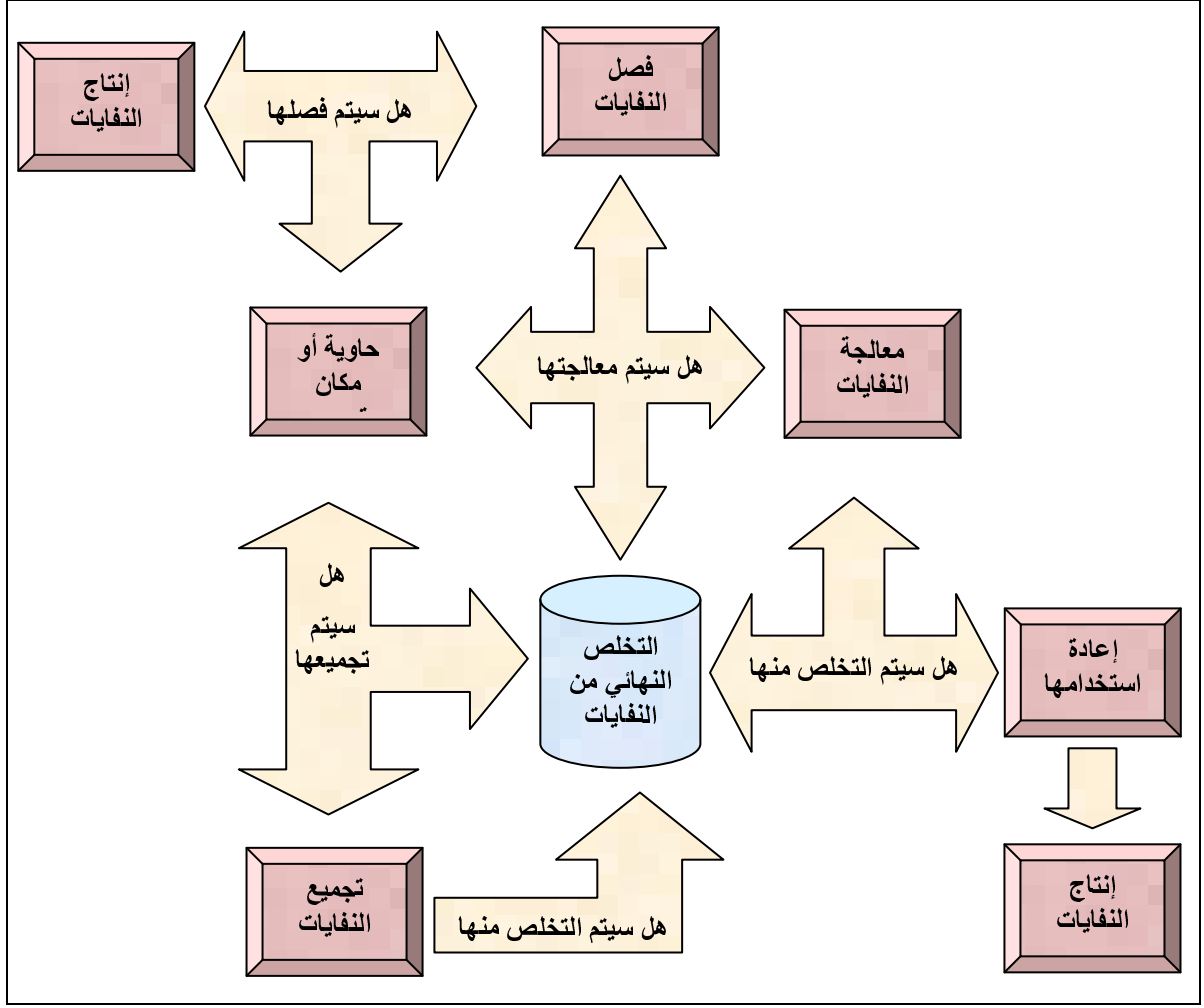 إنتاج
النفايات
هل سيتم فصلها
فصل
النفايات
حاوية أو
مكان
هل سيتم معالجتها
معالجة
النفايات
هل
سيتم
تجميعها
التخلص
النهائي من
النفايات
هل سيتم التخلص منها
إعادة
استخدامها
تجميع
النفايات
هل سيتم التخلص منها
إنتاج
النفايات